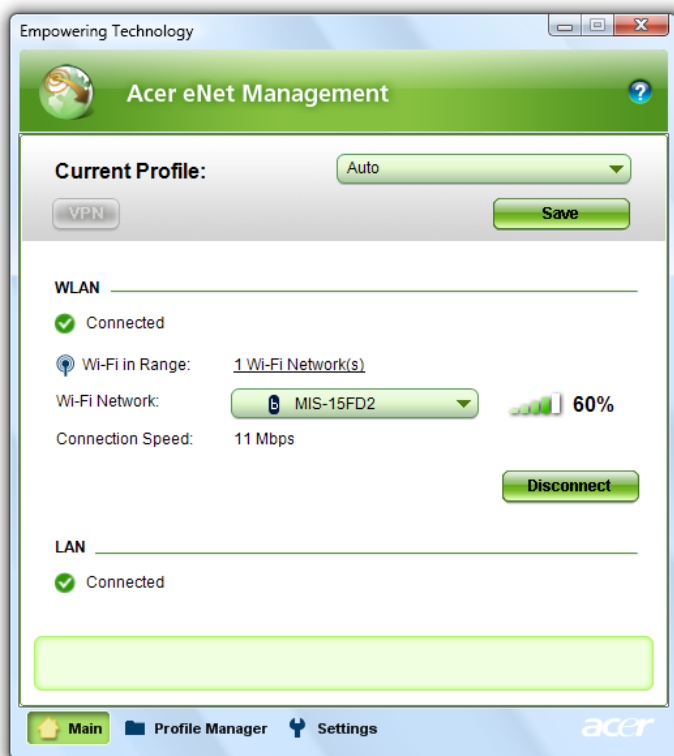 Empowering Technology
Acer eNet Management
Current Profile: Auto
VPN Save
WLAN
Connected
Wi-Fi in Range: 1 Wi-Fi Network(s)
Wi-Fi Network: b MIS-15FD2 60%
Connection Speed: 11 Mbps
Disconnect
LAN
Connected
Main Profile Manager Settings acer